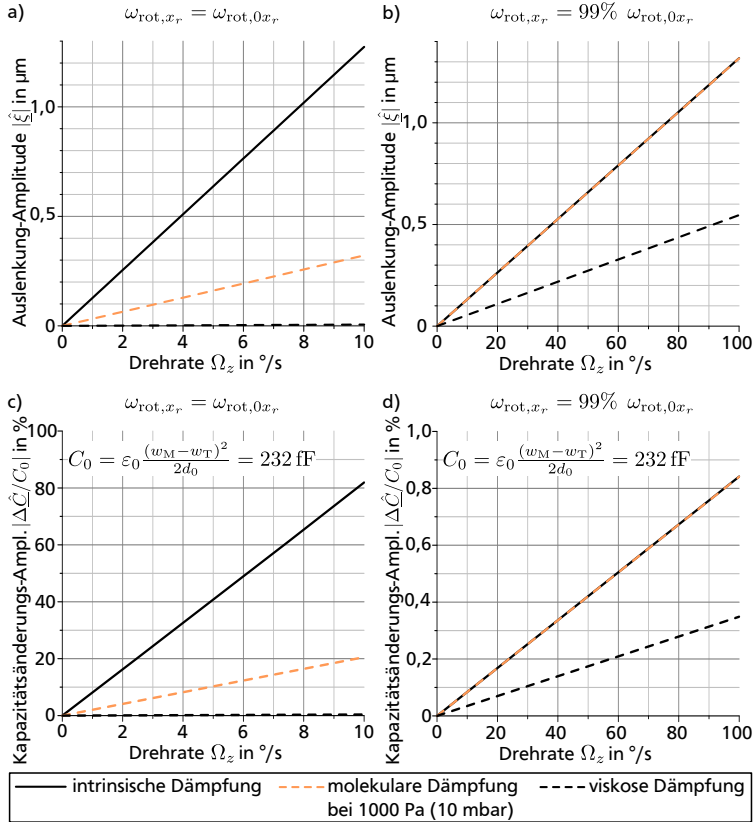 a) ω_rot,x_r = ω_rot,0x_r
Auslenkung-Amplitude |ξ̂| in µm
1,0
0,5
0
0 2 4 6 8 10
Drehrate Ω_z in °/s
b) ω_rot,x_r = 99% ω_rot,0x_r
Auslenkung-Amplitude |ξ̂| in µm
1,0
0,5
0
0 20 40 60 80 100
Drehrate Ω_z in °/s
c) ω_rot,x_r = ω_rot,0x_r
Kapazitätsänderungs-Ampl. |ΔĈ/C_0| in %
C_0 = ε_0 (w_M−w_T)²/2d_0 = 232 fF
100
80
60
40
20
0
0 2 4 6 8 10
Drehrate Ω_z in °/s
d) ω_rot,x_r = 99% ω_rot,0x_r
Kapazitätsänderungs-Ampl. |ΔĈ/C_0| in %
C_0 = ε_0 (w_M−w_T)²/2d_0 = 232 fF
1,0
0,8
0,6
0,4
0,2
0
0 20 40 60 80 100
Drehrate Ω_z in °/s
intrinsische Dämpfung
molekulare Dämpfung
bei 1000 Pa (10 mbar)
viskose Dämpfung